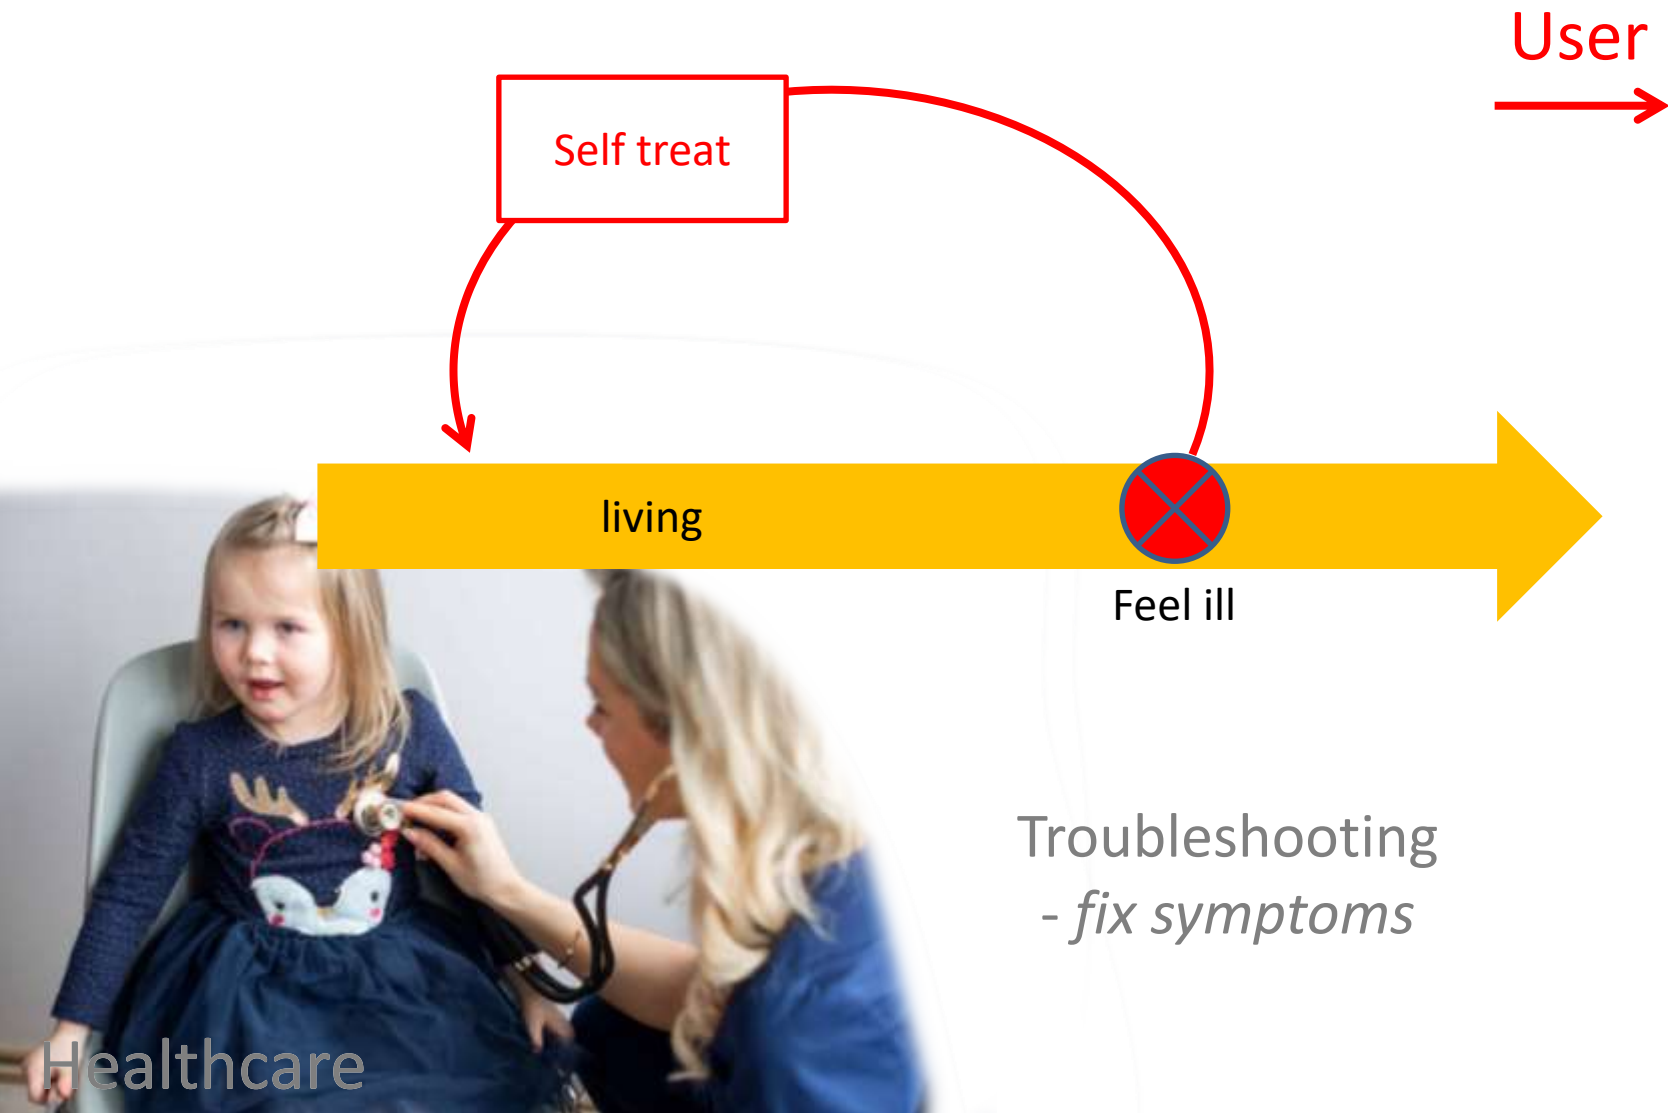 User
Self treat
living
Feel ill
Troubleshooting
- fix symptoms
Healthcare